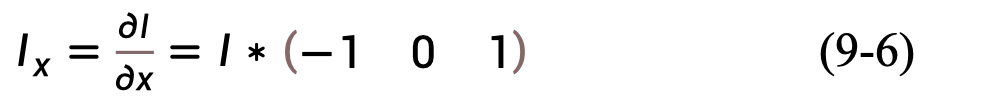 I_x = ∂I/∂x = I * (−1 0 1) (9-6)